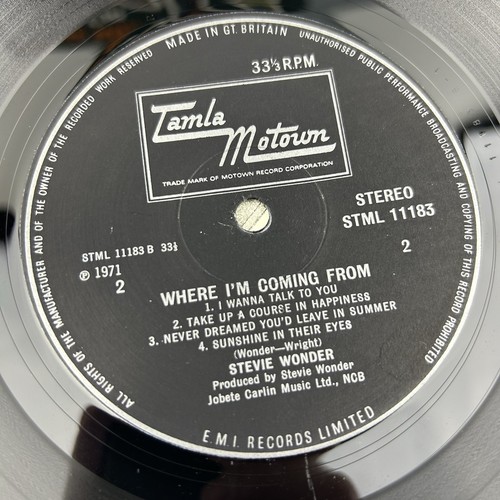 MADE IN GT. BRITAIN
UNAUTHORISED PUBLIC PERFORMANCE BROADCASTING AND COPYING OF THIS RECORD PROHIBITED
ALL RIGHTS OF THE MANUFACTURER AND OF THE OWNER OF THE RECORDED WORK RESERVED
33⅓ R.P.M.
Tamla
Motown
TRADE MARK OF MOTOWN RECORD CORPORATION
STEREO
STML 11183
2
STML 11183 B 33⅓
℗ 1971
2
WHERE I'M COMING FROM
1. I WANNA TALK TO YOU
2. TAKE UP A COURSE IN HAPPINESS
3. NEVER DREAMED YOU'D LEAVE IN SUMMER
4. SUNSHINE IN THEIR EYES
(Wonder—Wright)
STEVIE WONDER
Produced by Stevie Wonder
Jobete Carlin Music Ltd., NCB
E.M.I. RECORDS LIMITED